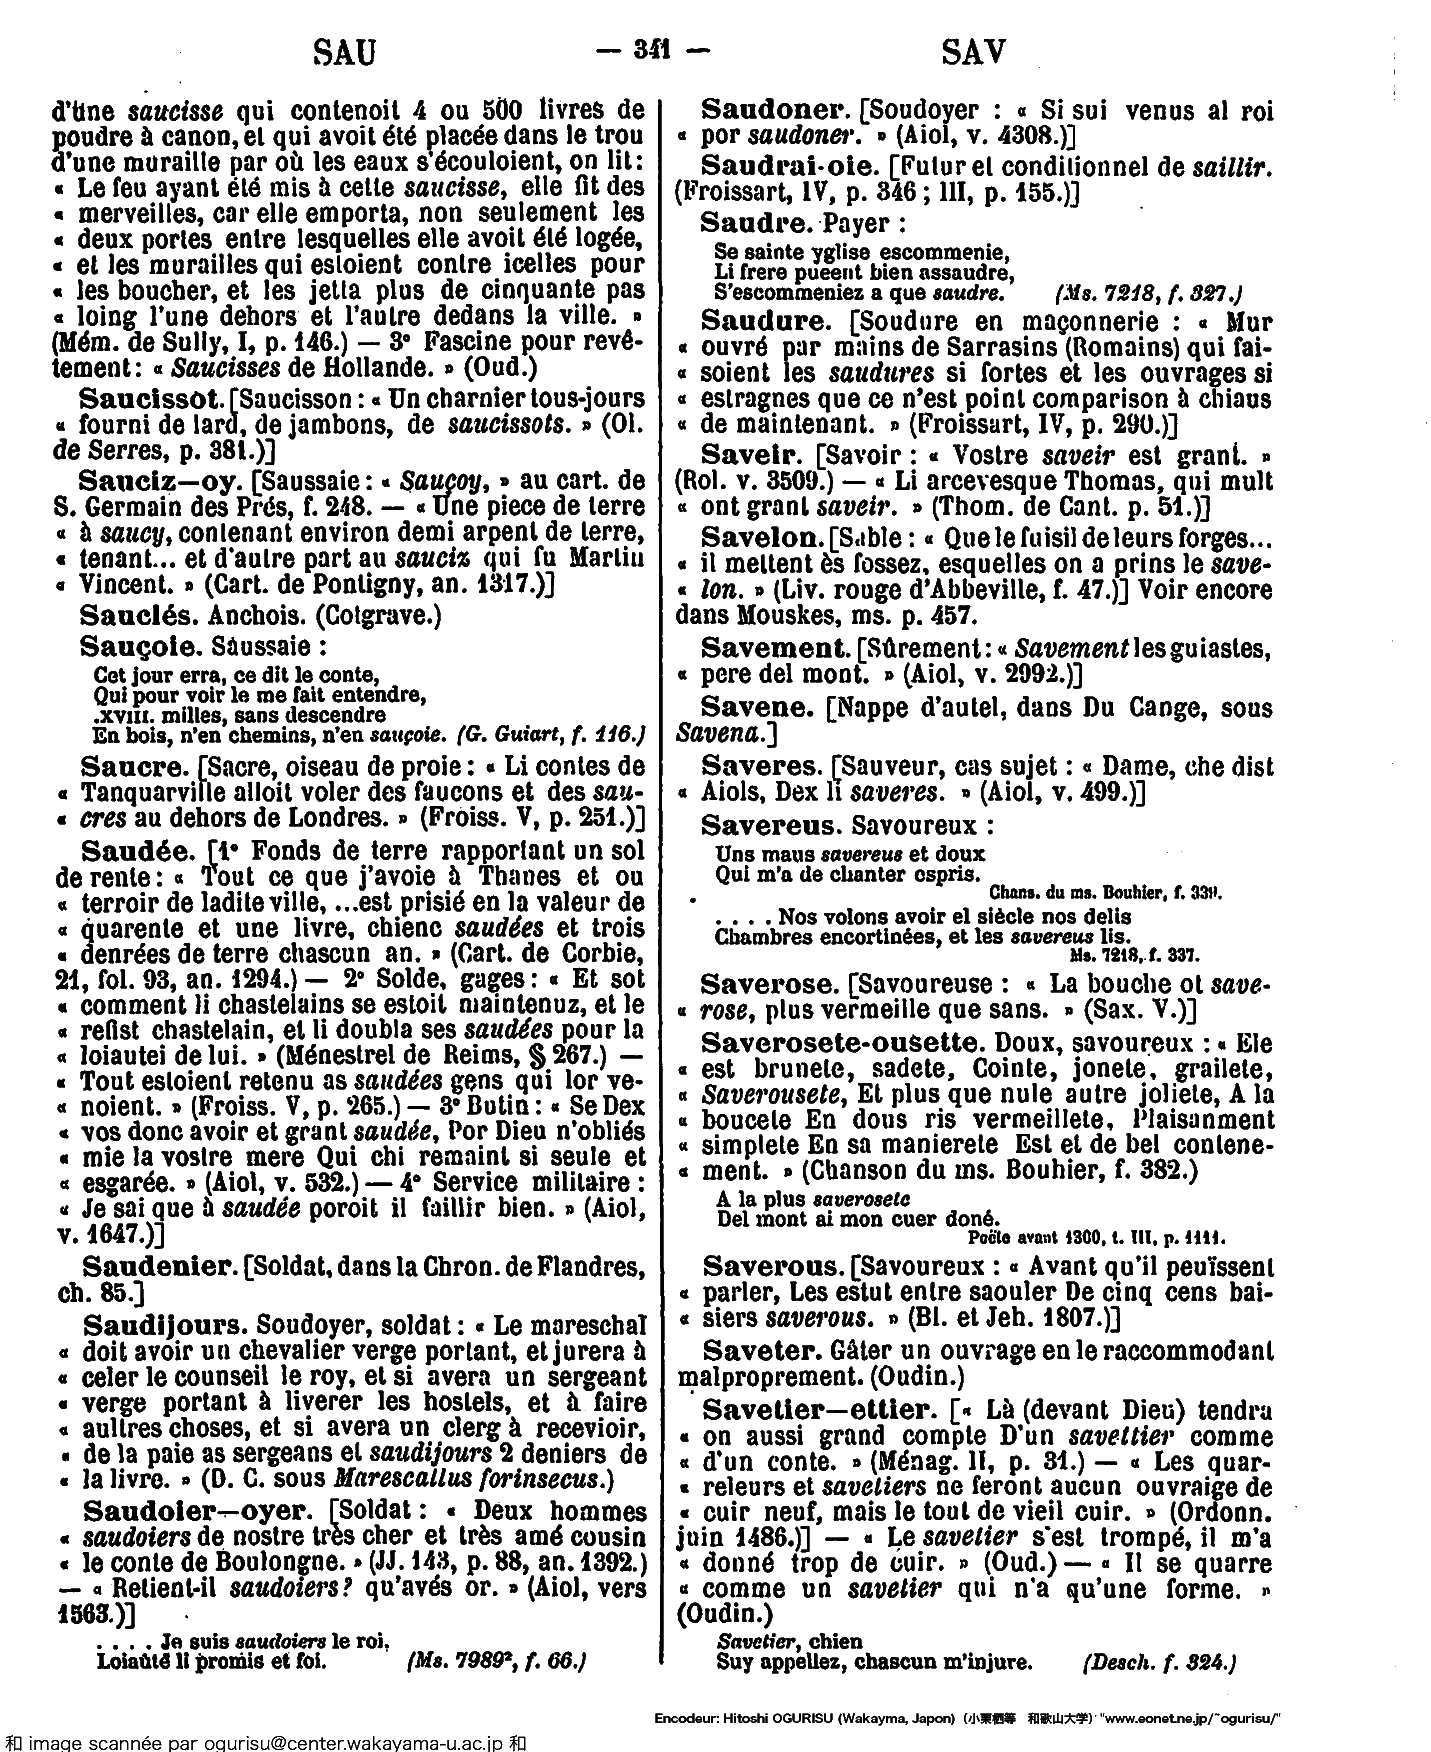 SAU
— 341 —
SAV
d'une saucisse qui contenoit 4 ou 500 livres de
poudre à canon, et qui avoit été placée dans le trou
d'une muraille par où les eaux s'écouloient, on lit :
« Le feu ayant été mis à cette saucisse, elle fit des
« merveilles, car elle emporta, non seulement les
« deux portes entre lesquelles elle avoit été logée,
« et les murailles qui estoient contre icelles pour
« les boucher, et les jetta plus de cinquante pas
« loing l'une dehors et l'autre dedans la ville. »
(Mém. de Sully, I, p. 146.) — 3° Fascine pour revê-
tement : « Saucisses de Hollande. » (Oud.)
Saucissot. [Saucisson : « Un charnier tous-jours
« fourni de lard, de jambons, de saucissots. » (Ol.
de Serres, p. 381.)]
Sauciz—oy. [Saussaie : « Sauçoy, » au cart. de
S. Germain des Prés, f. 248. — « Une piece de terre
« à saucy, contenant environ demi arpent de terre,
« tenant... et d'autre part au sauciz qui fu Martin
« Vincent. » (Cart. de Pontigny, an. 1317.)]
Sauclés. Anchois. (Cotgrave.)
Sauçoie. Saussaie :
Cet jour erra, ce dit le conte,
Qui pour voir le me fait entendre,
.XVIII. milles, sans descendre
En bois, n'en chemins, n'en sauçoie. (G. Guiart, f. 116.)
Saucre. [Sacre, oiseau de proie : « Li contes de
« Tanquarville alloit voler des faucons et des sau-
« cres au dehors de Londres. » (Froiss. V, p. 251.)]
Saudée. [1° Fonds de terre rapportant un sol
de rente : « Tout ce que j'avoie à Thanes et ou
« terroir de ladite ville, ...est prisié en la valeur de
« quarente et une livre, chienc saudées et trois
« denrées de terre chascun an. » (Cart. de Corbie,
21, fol. 93, an. 1294.) — 2° Solde, gages : « Et sot
« comment li chastelains se estoit maintenuz, et le
« refist chastelain, et li doubla ses saudées pour la
« loiautei de lui. » (Ménestrel de Reims, § 267.) —
« Tout estoient retenu as saudées gens qui lor ve-
« noient. » (Froiss. V, p. 265.) — 3° Butin : « Se Dex
« vos donc avoir et grant saudée, Por Dieu n'obliés
« mie la vostre mere Qui chi remaint si seule et
« esgarée. » (Aiol, v. 532.) — 4° Service militaire :
« Je sai que à saudée poroit il faillir bien. » (Aiol,
v. 1647.)]
Saudenier. [Soldat, dans la Chron. de Flandres,
ch. 85.]
Saudijours. Soudoyer, soldat : « Le mareschal
« doit avoir un chevalier verge portant, et jurera à
« celer le counseil le roy, et si avera un sergeant
« verge portant à liverer les hostels, et à faire
« aultres choses, et si avera un clerg à recevioir,
« de la paie as sergeans et saudijours 2 deniers de
« la livre. » (D. C. sous Marescallus forinsecus.)
Saudoier—oyer. [Soldat : « Deux hommes
« saudoiers de nostre très cher et très amé cousin
« le conte de Boulongne. » (JJ. 143, p. 88, an. 1392.)
— « Retient-il saudoiers? qu'avés or. » (Aiol, vers
1563.)]
. . . . Je suis saudoiers le roi,
Loiauté li promis et foi. (Ms. 7989², f. 66.)
Saudoner. [Soudoyer : « Si sui venus al roi
« por saudoner. » (Aiol, v. 4308.)]
Saudrai-oie. [Futur et conditionnel de saillir.
(Froissart, IV, p. 346 ; III, p. 155.)]
Saudre. Payer :
Se sainte yglise escommenie,
Li frere pueent bien assaudre,
S'escommeniez a que saudre. (Ms. 7218, f. 327.)
Saudure. [Soudure en maçonnerie : « Mur
« ouvré par mains de Sarrasins (Romains) qui fai-
« soient les saudures si fortes et les ouvrages si
« estragnes que ce n'est point comparison à chiaus
« de maintenant. » (Froissart, IV, p. 290.)]
Saveir. [Savoir : « Vostre saveir est grant. »
(Rol. v. 3509.) — « Li arcevesque Thomas, qui mult
« ont grant saveir. » (Thom. de Cant. p. 51.)]
Savelon. [Sable : « Que le fuisil de leurs forges...
« il mettent ès fossez, esquelles on a prins le save-
« lon. » (Liv. rouge d'Abbeville, f. 47.)] Voir encore
dans Mouskes, ms. p. 457.
Savement. [Sûrement : « Savement les guiastes,
« pere del mont. » (Aiol, v. 2992.)]
Savene. [Nappe d'autel, dans Du Cange, sous
Savena.]
Saveres. [Sauveur, cas sujet : « Dame, che dist
« Aiols, Dex li saveres. » (Aiol, v. 499.)]
Savereus. Savoureux :
Uns maus savereus et doux
Qui m'a de chanter espris.
Chans. du ms. Bouhier, f. 339.
. . . . Nos volons avoir el siècle nos delis
Chambres encortinées, et les savereus lis.
Ms. 7218, f. 337.
Saverose. [Savoureuse : « La bouche ot save-
« rose, plus vermeille que sans. » (Sax. V.)]
Saverosete-ousette. Doux, savoureux : « Ele
« est brunete, sadete, Cointe, jonete, grailete,
« Saverousete, Et plus que nule autre joliete, A la
« boucete En dous ris vermeillete, Plaisanment
« simplete En sa manierete Est et de bel contene-
« ment. » (Chanson du ms. Bouhier, f. 382.)
A la plus saverosete
Del mont ai mon cuer doné.
Poëte avant 1300, t. III, p. 1111.
Saverous. [Savoureux : « Avant qu'il peuïssent
« parler, Les estut entre saouler De cinq cens bai-
« siers saverous. » (Bl. et Jeh. 1807.)]
Saveter. Gâter un ouvrage en le raccommodant
malproprement. (Oudin.)
Savetier—ettier. [« Là (devant Dieu) tendra
« on aussi grand compte D'un savettier comme
« d'un conte. » (Ménag. II, p. 31.) — « Les quar-
« releurs et savetiers ne feront aucun ouvraige de
« cuir neuf, mais le tout de vieil cuir. » (Ordonn.
juin 1486.)] — « Le savetier s'est trompé, il m'a
« donné trop de cuir. » (Oud.) — « Il se quarre
« comme un savetier qui n'a qu'une forme. »
(Oudin.)
Savetier, chien
Suy appellez, chascun m'injure. (Desch. f. 324.)
Encodeur: Hitoshi OGURISU (Wakayma, Japon) (小栗栖等 和歌山大学) "www.eonet.ne.jp/~ogurisu/"
和 image scannée par ogurisu@center.wakayama-u.ac.jp 和